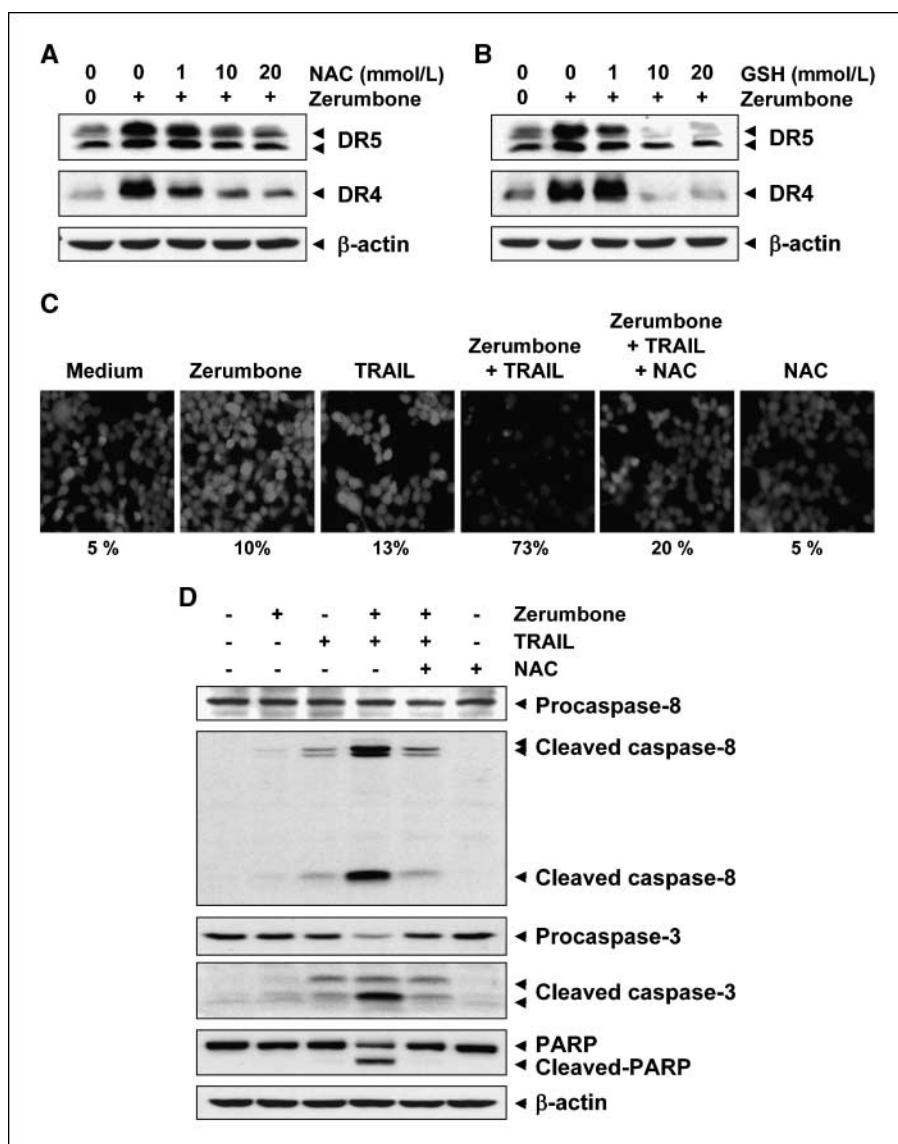 A
0 0 1 10 20 NAC (mmol/L)
0 + + + + Zerumbone
DR5
DR4
β-actin
B
0 0 1 10 20 GSH (mmol/L)
0 + + + + Zerumbone
DR5
DR4
β-actin
C
Medium
Zerumbone
TRAIL
Zerumbone
+ TRAIL
Zerumbone
+ TRAIL
+ NAC
NAC
5 % 10% 13% 73% 20 % 5 %
D
- + - + + - Zerumbone
- - + + + - TRAIL
- - - - + + NAC
Procaspase-8
Cleaved caspase-8
Cleaved caspase-8
Procaspase-3
Cleaved caspase-3
PARP
Cleaved-PARP
β-actin